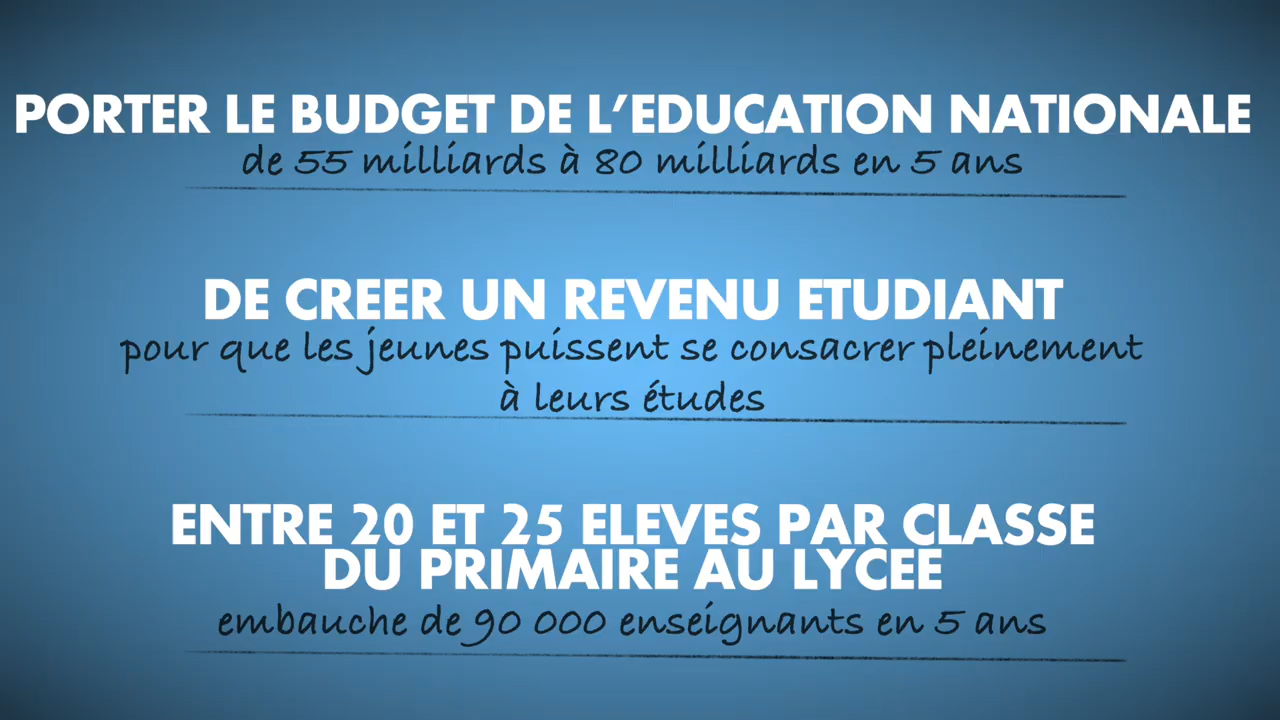 PORTER LE BUDGET DE L’EDUCATION NATIONALE
de 55 milliards à 80 milliards en 5 ans
DE CREER UN REVENU ETUDIANT
pour que les jeunes puissent se consacrer pleinement
à leurs études
ENTRE 20 ET 25 ELEVES PAR CLASSE
DU PRIMAIRE AU LYCEE
embauche de 90 000 enseignants en 5 ans